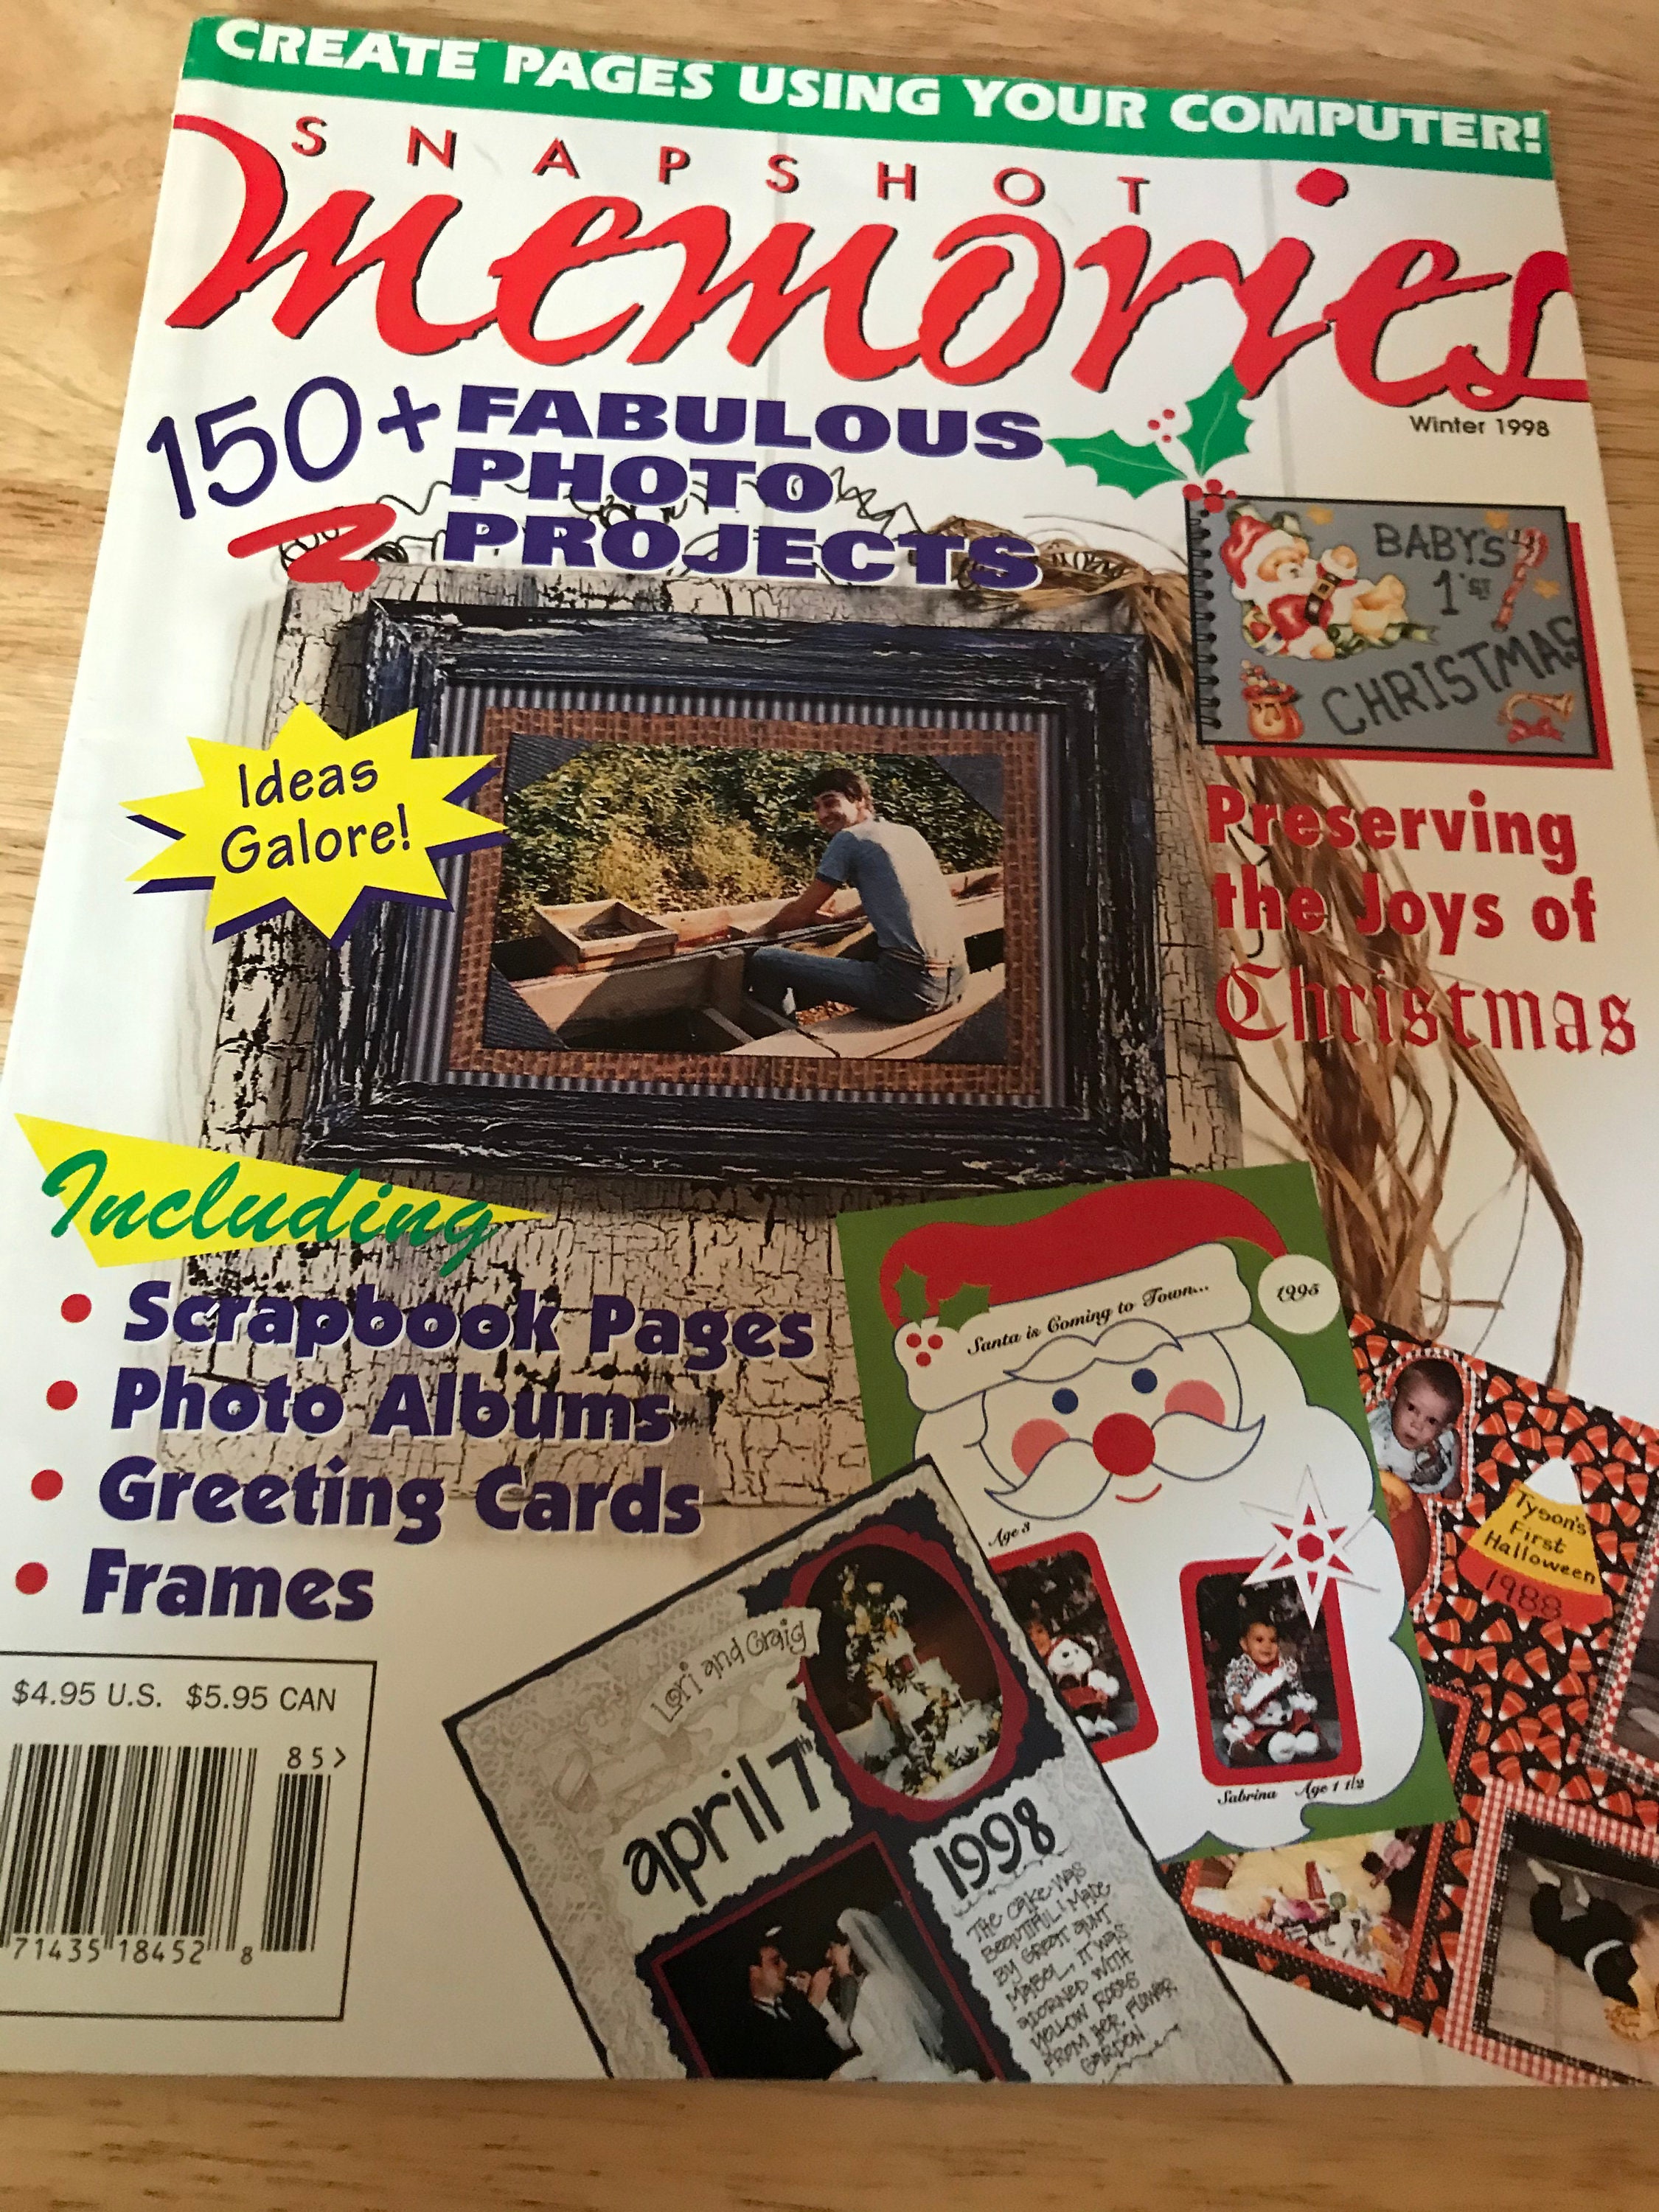 CREATE PAGES USING YOUR COMPUTER!
SNAPSHOT
memories
Winter 1998
150+ FABULOUS
PHOTO
PROJECTS
BABY'S
1ST
CHRISTMAS
Ideas
Galore!
Preserving
the Joys of
Christmas
Including
• Scrapbook Pages
• Photo Albums
• Greeting Cards
• Frames
Santa is Coming to Town...
1995
Age 3
Sabrina Age 1 1/2
Tyson's
First
Halloween
1988
Lori and Craig
april 7th
1998
THE CAKE WAS
BEAUTIFUL! MADE
BY GREAT AUNT
MABEL, IT WAS
ADORNED WITH
YELLOW ROSES
FROM HER FLOWER
GARDEN
$4.95 U.S. $5.95 CAN
85>
71435 18452 8